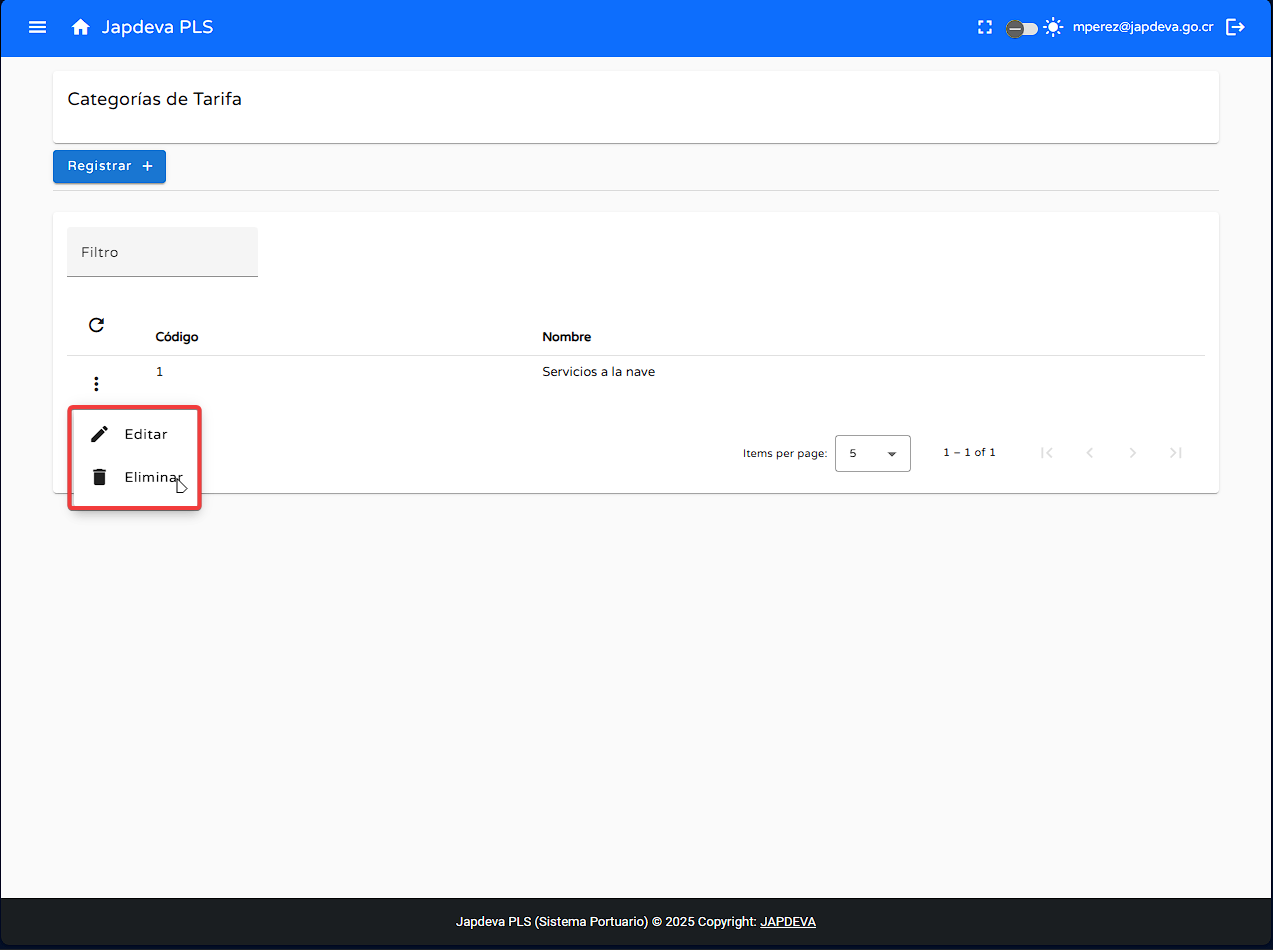 Japdeva PLS
mperez@japdeva.go.cr
Categorías de Tarifa
Registrar +
Filtro
Código Nombre
1 Servicios a la nave
Editar
Eliminar
Items per page: 5 1 – 1 of 1
Japdeva PLS (Sistema Portuario) © 2025 Copyright: JAPDEVA